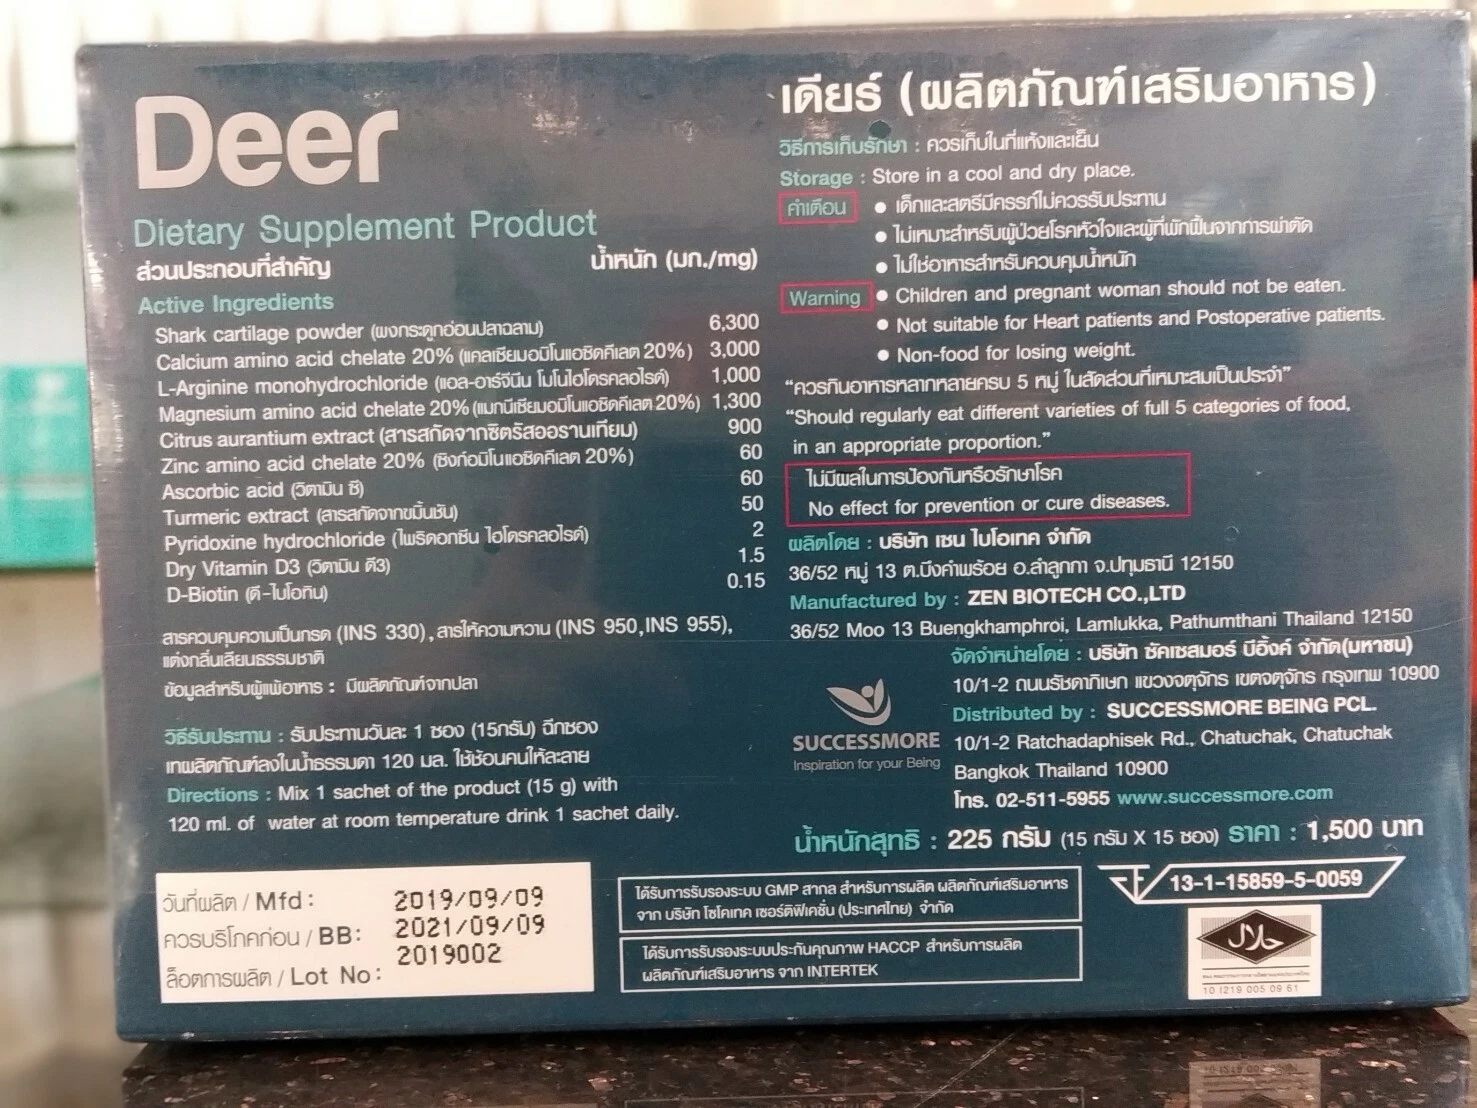 Deer
Dietary Supplement Product
ส่วนประกอบที่สำคัญ น้ำหนัก (มก./mg)
Active Ingredients
Shark cartilage powder (ผงกระดูกอ่อนปลาฉลาม) 6,300
Calcium amino acid chelate 20% (แคลเซียมอมิโนแอซิดคีเลต 20%) 3,000
L-Arginine monohydrochloride (แอล-อาร์จีนีน โมโนไฮโดรคลอไรด์) 1,000
Magnesium amino acid chelate 20% (แมกนีเซียมอมิโนแอซิดคีเลต 20%) 1,300
Citrus aurantium extract (สารสกัดจากซิตรัสออรานเทียม) 900
Zinc amino acid chelate 20% (ซิงก์อมิโนแอซิดคีเลต 20%) 60
Ascorbic acid (วิตามิน ซี) 60
Turmeric extract (สารสกัดจากขมิ้นชัน) 50
Pyridoxine hydrochloride (ไพริดอกซีน ไฮโดรคลอไรด์) 2
Dry Vitamin D3 (วิตามิน ดี3) 1.5
D-Biotin (ดี-ไบโอทิน) 0.15
สารควบคุมความเป็นกรด (INS 330),สารให้ความหวาน (INS 950,INS 955),
แต่งกลิ่นเลียนธรรมชาติ
ข้อมูลสำหรับผู้แพ้อาหาร : มีผลิตภัณฑ์จากปลา
วิธีรับประทาน : รับประทานวันละ 1 ซอง (15กรัม) ฉีกซอง
เทผลิตภัณฑ์ลงในน้ำธรรมดา 120 มล. ใช้ช้อนคนให้ละลาย
Directions : Mix 1 sachet of the product (15 g) with
120 ml. of water at room temperature drink 1 sachet daily.
วันที่ผลิต / Mfd : 2019/09/09
ควรบริโภคก่อน / BB: 2021/09/09
ล็อตการผลิต / Lot No : 2019002
เดียร์ (ผลิตภัณฑ์เสริมอาหาร)
วิธีการเก็บรักษา : ควรเก็บในที่แห้งและเย็น
Storage : Store in a cool and dry place.
คำเตือน ● เด็กและสตรีมีครรภ์ไม่ควรรับประทาน
● ไม่เหมาะสำหรับผู้ป่วยโรคหัวใจและผู้ที่พักฟื้นจากการผ่าตัด
● ไม่ใช่อาหารสำหรับควบคุมน้ำหนัก
Warning ● Children and pregnant woman should not be eaten.
● Not suitable for Heart patients and Postoperative patients.
● Non-food for losing weight.
“ควรกินอาหารหลากหลายครบ 5 หมู่ ในสัดส่วนที่เหมาะสมเป็นประจำ”
“Should regularly eat different varieties of full 5 categories of food,
in an appropriate proportion.”
ไม่มีผลในการป้องกันหรือรักษาโรค
No effect for prevention or cure diseases.
ผลิตโดย : บริษัท เซน ไบโอเทค จำกัด
36/52 หมู่ 13 ต.บึงคำพร้อย อ.ลำลูกกา จ.ปทุมธานี 12150
Manufactured by : ZEN BIOTECH CO.,LTD
36/52 Moo 13 Buengkhamphroi, Lamlukka, Pathumthani Thailand 12150
จัดจำหน่ายโดย : บริษัท ซัคเซสมอร์ บีอิ้งค์ จำกัด(มหาชน)
10/1-2 ถนนรัชดาภิเษก แขวงจตุจักร เขตจตุจักร กรุงเทพ 10900
Distributed by : SUCCESSMORE BEING PCL.
10/1-2 Ratchadaphisek Rd., Chatuchak, Chatuchak
Bangkok Thailand 10900
โทร. 02-511-5955 www.successmore.com
SUCCESSMORE
Inspiration for your Being
น้ำหนักสุทธิ : 225 กรัม (15 กรัม X 15 ซอง) ราคา : 1,500 บาท
ได้รับการรับรองระบบ GMP สากล สำหรับการผลิต ผลิตภัณฑ์เสริมอาหาร
จาก บริษัท โซโคเทค เซอร์ติฟิเคชั่น (ประเทศไทย) จำกัด
ได้รับการรับรองระบบประกันคุณภาพ HACCP สำหรับการผลิต
ผลิตภัณฑ์เสริมอาหาร จาก INTERTEK
13-1-15859-5-0059
حلال
10 I219 005 09 61